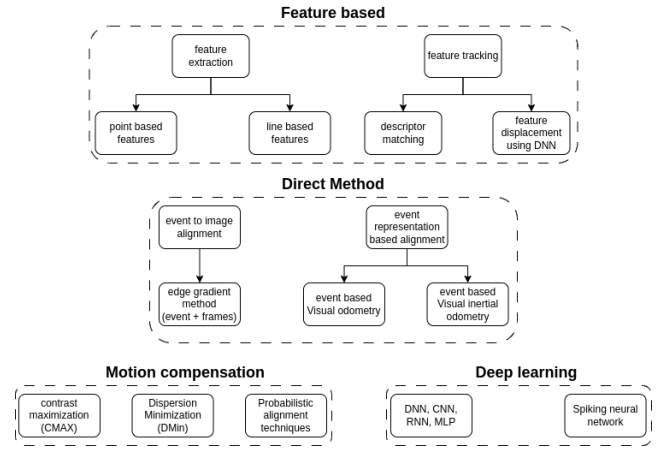 Feature based
feature
extraction
feature tracking
point based
features
line based
features
descriptor
matching
feature
displacement
using DNN
Direct Method
event to image
alignment
event
representation
based alignment
edge gradient
method
(event + frames)
event based
Visual odometry
event based
Visual inertial
odometry
Motion compensation
contrast
maximization
(CMAX)
Dispersion
Minimization
(DMin)
Probabilistic
alignment
techniques
Deep learning
DNN, CNN,
RNN, MLP
Spiking neural
network